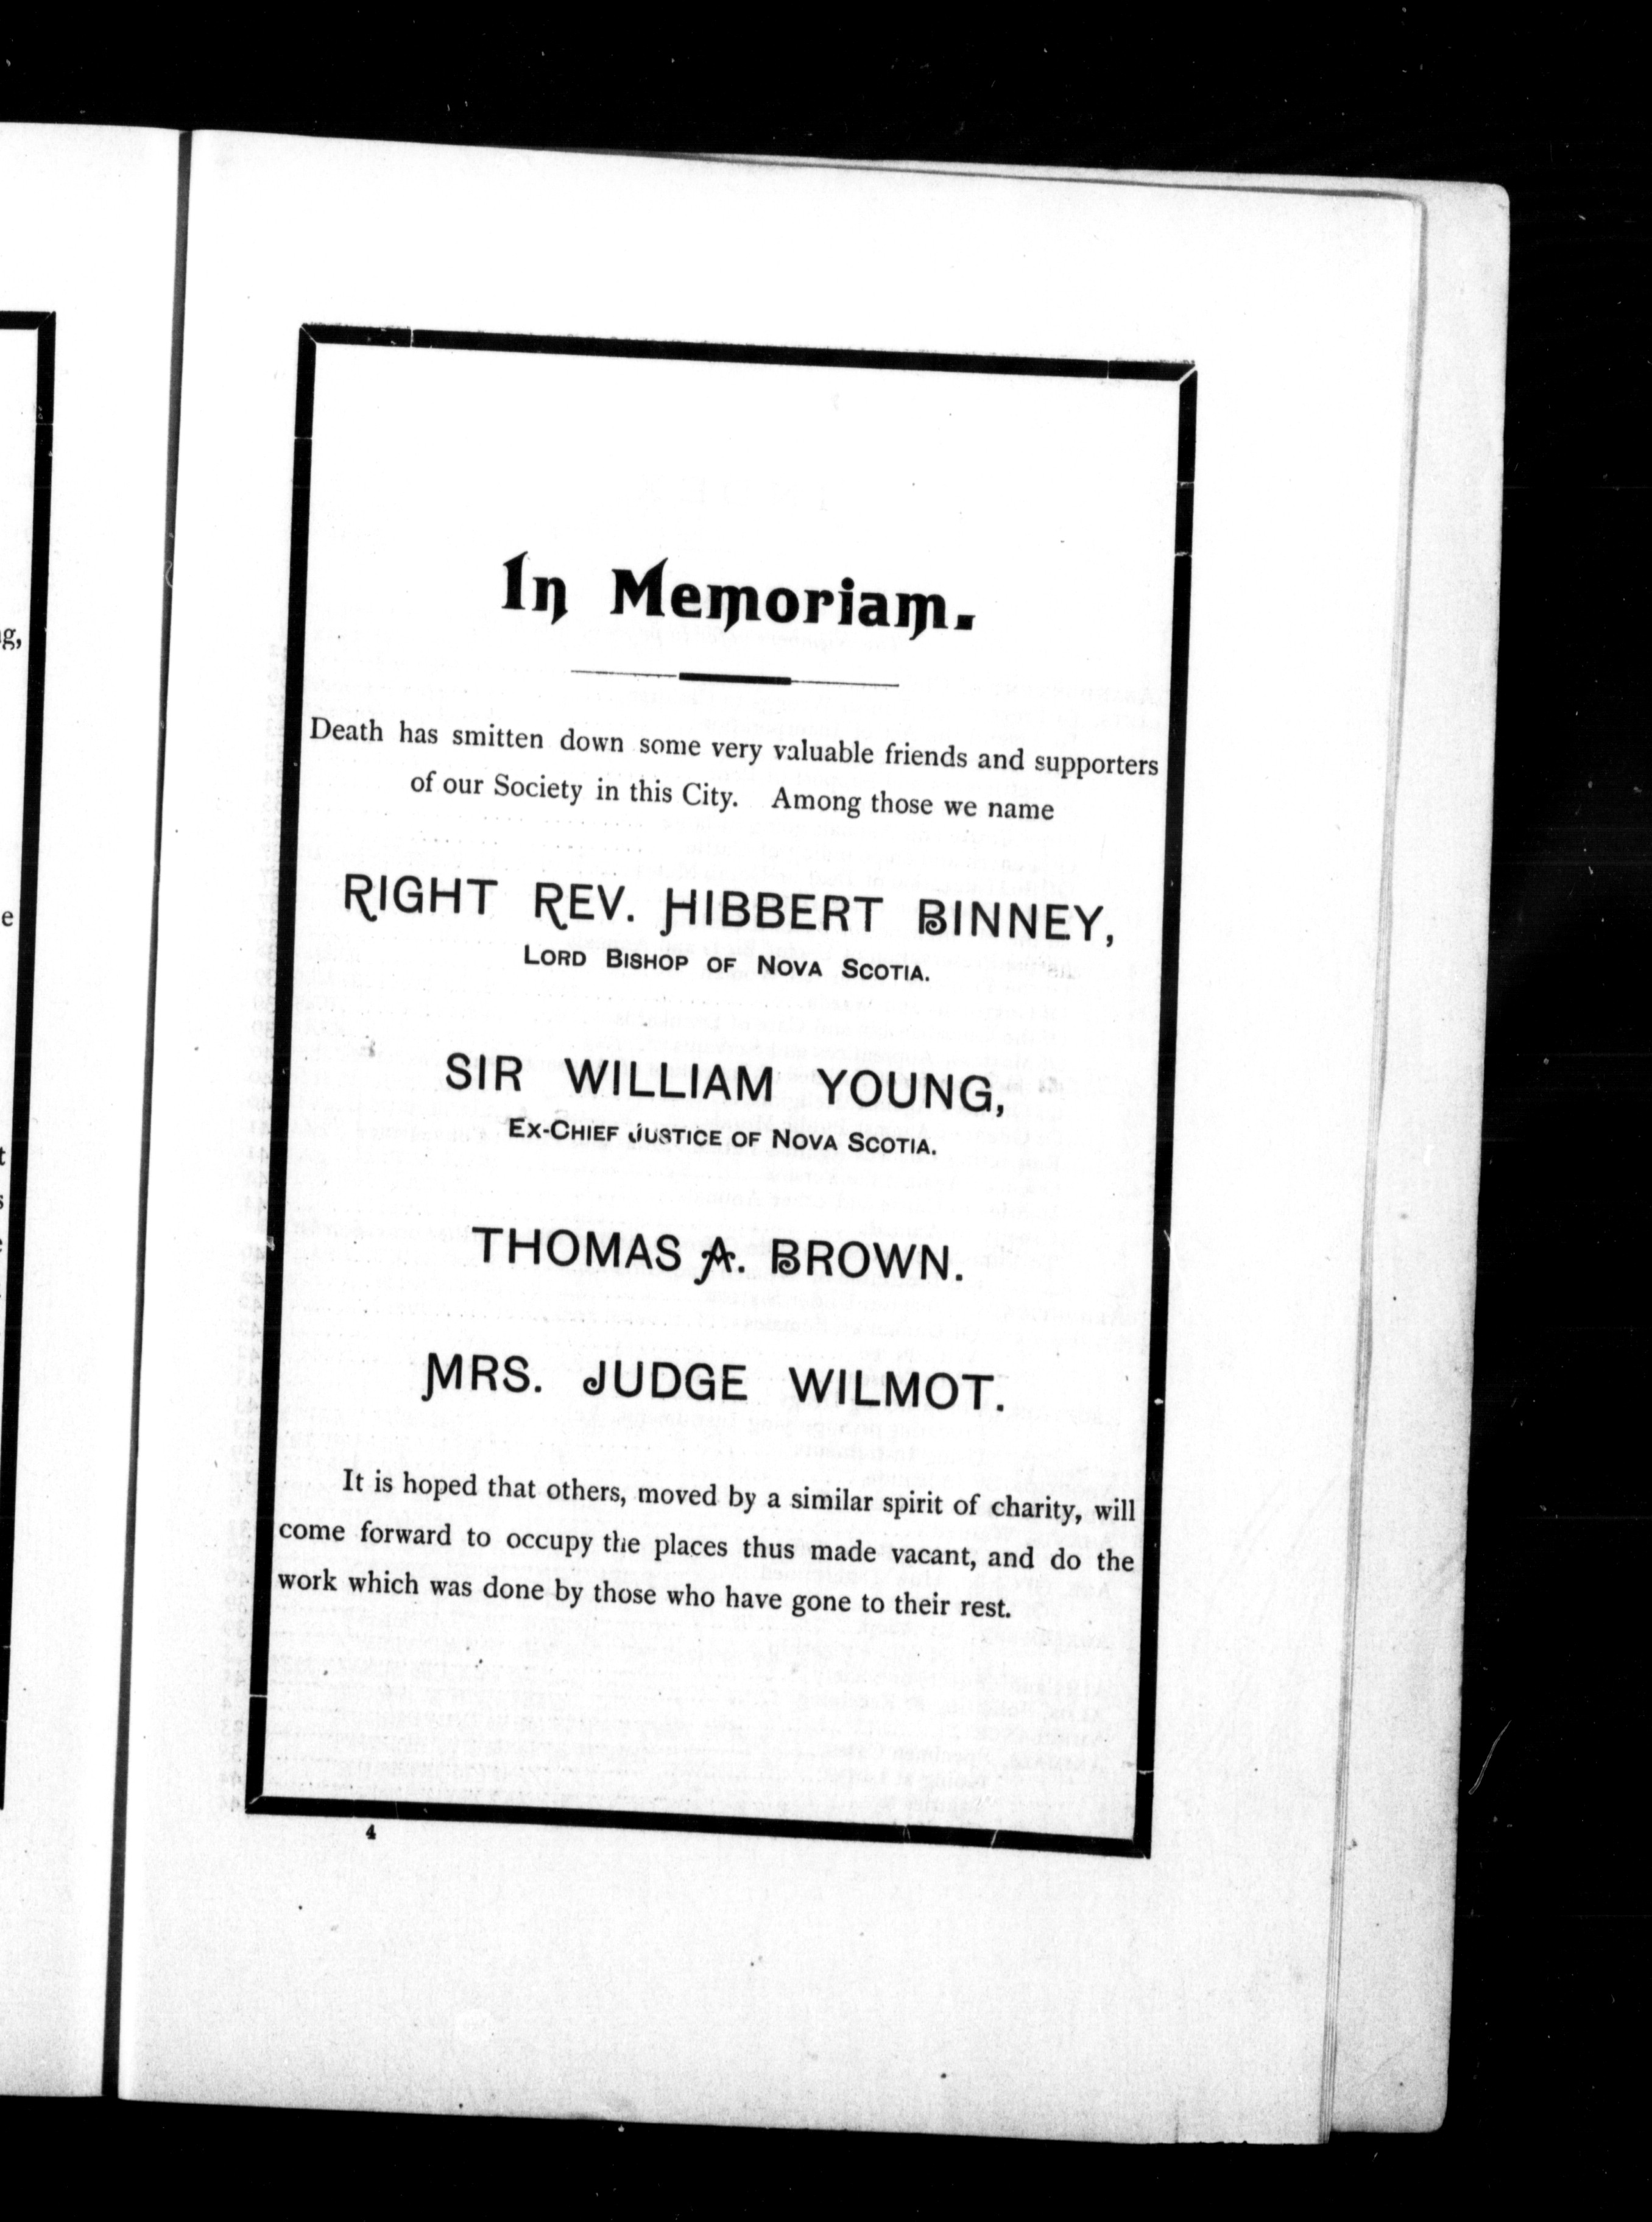 In Memoriam.
Death has smitten down some very valuable friends and supporters
of our Society in this City. Among those we name
RIGHT REV. HIBBERT BINNEY,
LORD BISHOP OF NOVA SCOTIA.
SIR WILLIAM YOUNG,
EX-CHIEF JUSTICE OF NOVA SCOTIA.
THOMAS A. BROWN.
MRS. JUDGE WILMOT.
It is hoped that others, moved by a similar spirit of charity, will
come forward to occupy the places thus made vacant, and do the
work which was done by those who have gone to their rest.
4